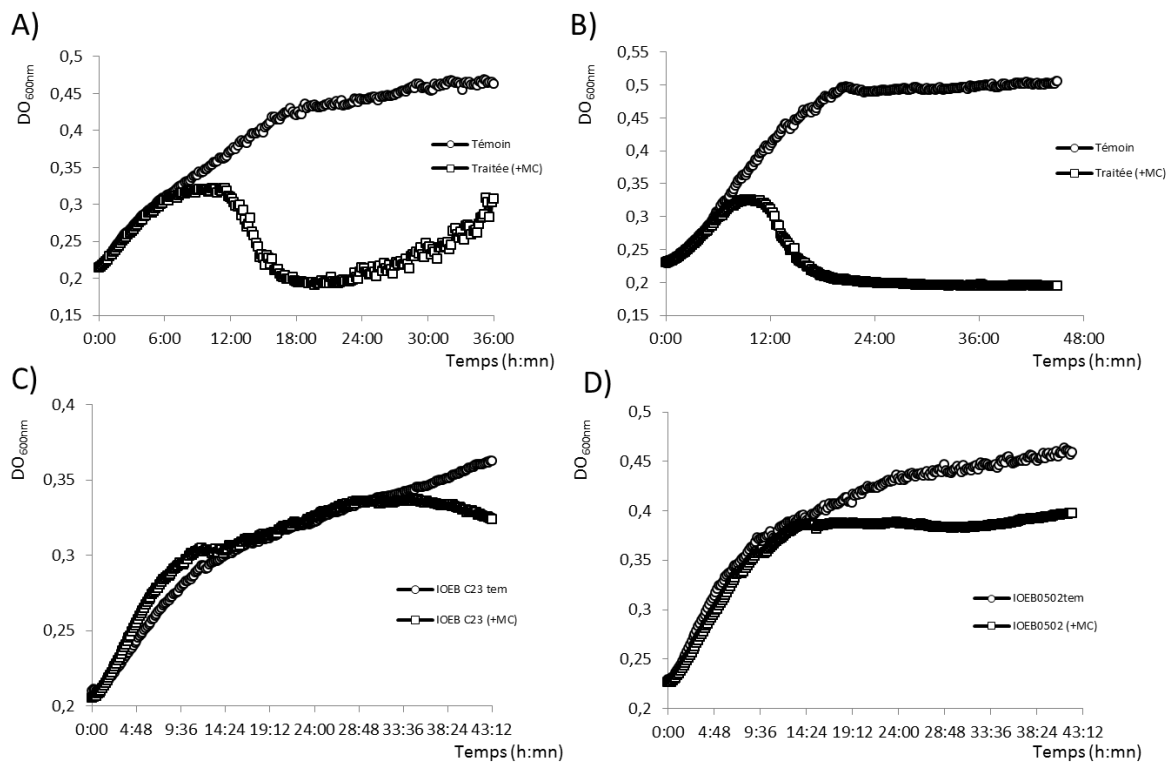 A)
DO600nm
0,5
0,45
0,4
0,35
0,3
0,25
0,2
0,15
Témoin
Traitée (+MC)
0:00 6:00 12:00 18:00 24:00 30:00 36:00
Temps (h:mn)
B)
DO600nm
0,55
0,5
0,45
0,4
0,35
0,3
0,25
0,2
0,15
Témoin
Traitée (+MC)
0:00 12:00 24:00 36:00 48:00
Temps (h:mn)
C)
DO600nm
0,4
0,35
0,3
0,25
0,2
IOEB C23 tem
IOEB C23 (+MC)
0:00 4:48 9:36 14:24 19:12 24:00 28:48 33:36 38:24 43:12
Temps (h:mn)
D)
DO600nm
0,5
0,45
0,4
0,35
0,3
0,25
0,2
IOEB0502tem
IOEB0502 (+MC)
0:00 4:48 9:36 14:24 19:12 24:00 28:48 33:36 38:24 43:12
Temps (h:mn)